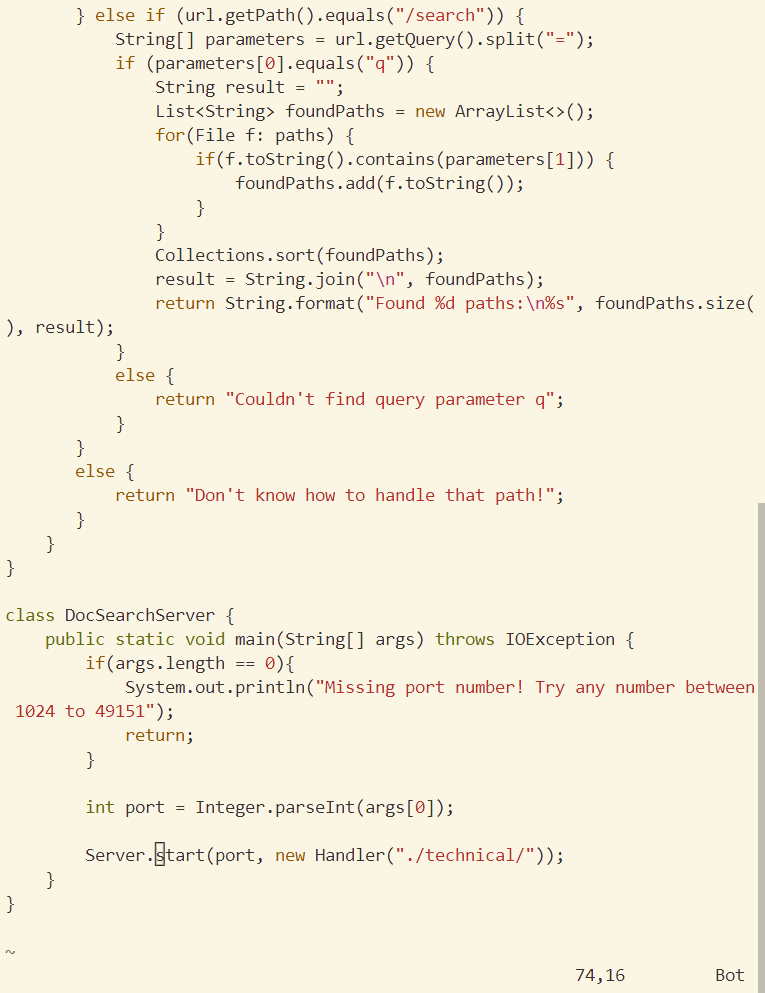 } else if (url.getPath().equals("/search")) {
           String[] parameters = url.getQuery().split("=");
           if (parameters[0].equals("q")) {
               String result = "";
               List<String> foundPaths = new ArrayList<>();
               for(File f: paths) {
                   if(f.toString().contains(parameters[1])) {
                       foundPaths.add(f.toString());
                   }
               }
               Collections.sort(foundPaths);
               result = String.join("\n", foundPaths);
               return String.format("Found %d paths:\n%s", foundPaths.size(
), result);
           }
           else {
               return "Couldn't find query parameter q";
           }
       }
       else {
           return "Don't know how to handle that path!";
       }
    }
}

class DocSearchServer {
    public static void main(String[] args) throws IOException {
        if(args.length == 0){
            System.out.println("Missing port number! Try any number between
 1024 to 49151");
            return;
        }

        int port = Integer.parseInt(args[0]);

        Server.start(port, new Handler("./technical/"));
    }
}

~
74,16 Bot